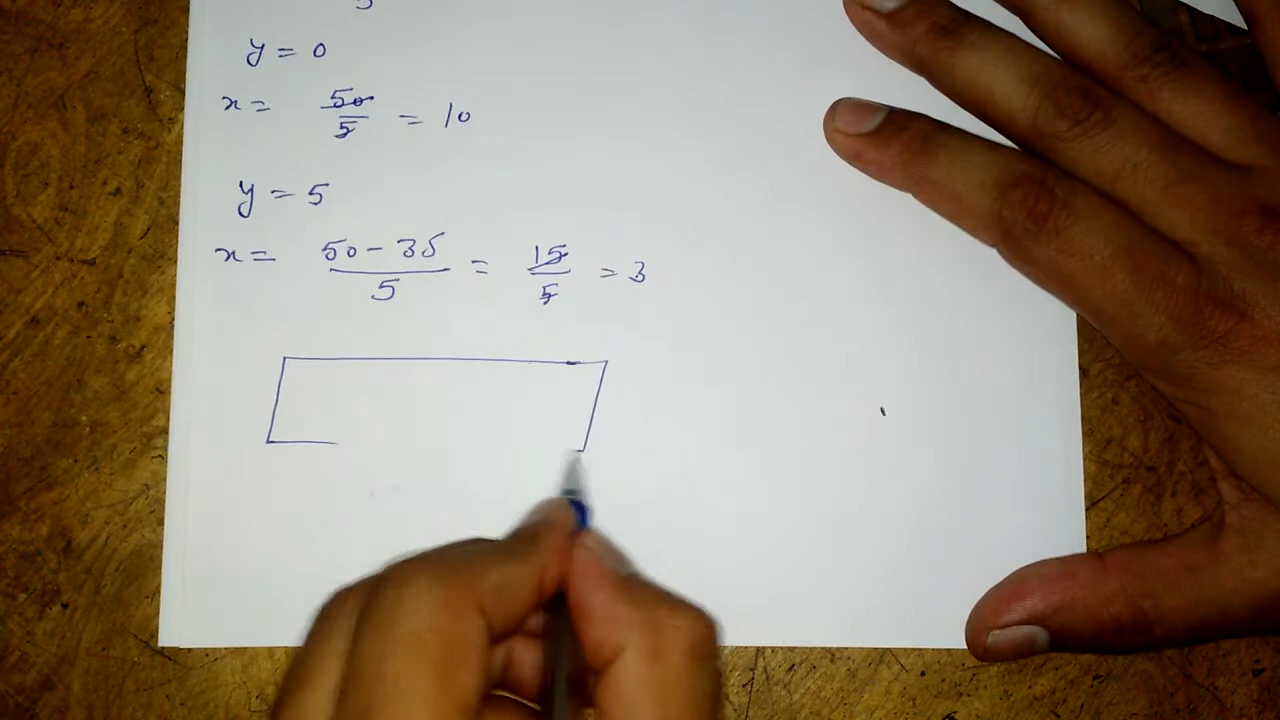 y = 0
x = 50/5 = 10
y = 5
x = 50 - 35/5 = 15/5 = 3